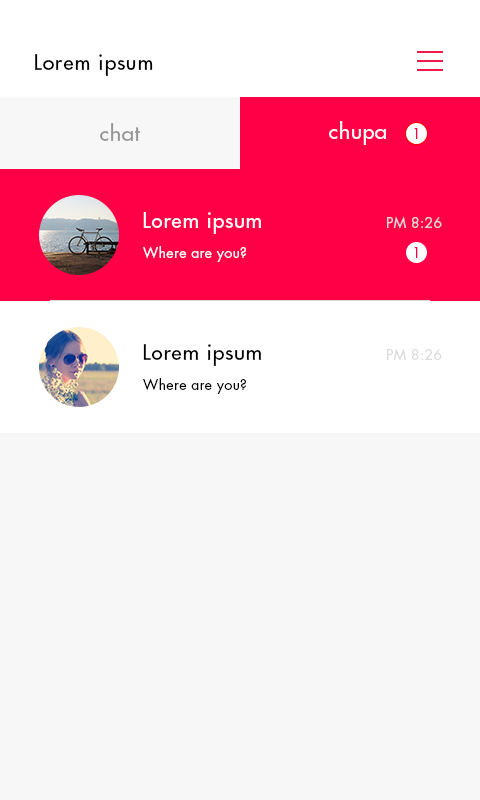 Lorem ipsum
chat
chupa 1
Lorem ipsum PM 8:26
Where are you? 1
Lorem ipsum PM 8:26
Where are you?